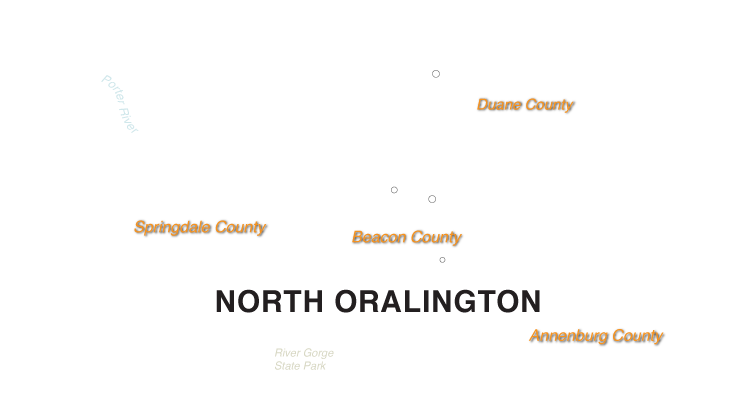 Porter River
Duane County
Springdale County
Beacon County
NORTH ORALINGTON
Annenburg County
River Gorge
State Park